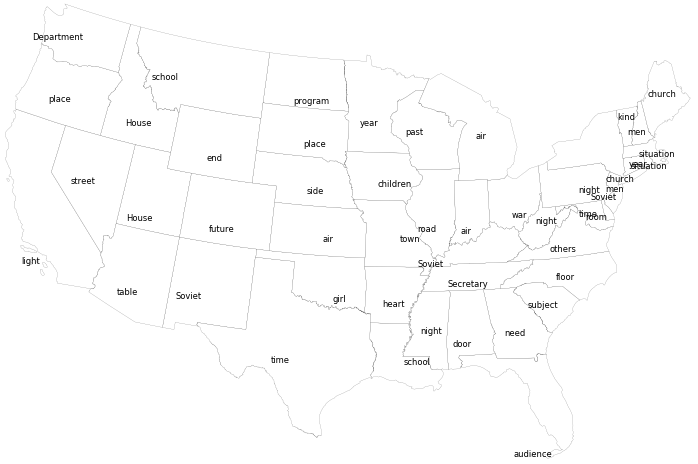 Department
school
place
program
House
year
past
air
kind
men
church
place
end
children
situation
year
situation
street
side
church
men
night
Soviet
House
future
air
town
road
air
war
night
time
room
others
light
table
Soviet
girl
Soviet
Secretary
heart
floor
subject
night
door
need
time
school
audience